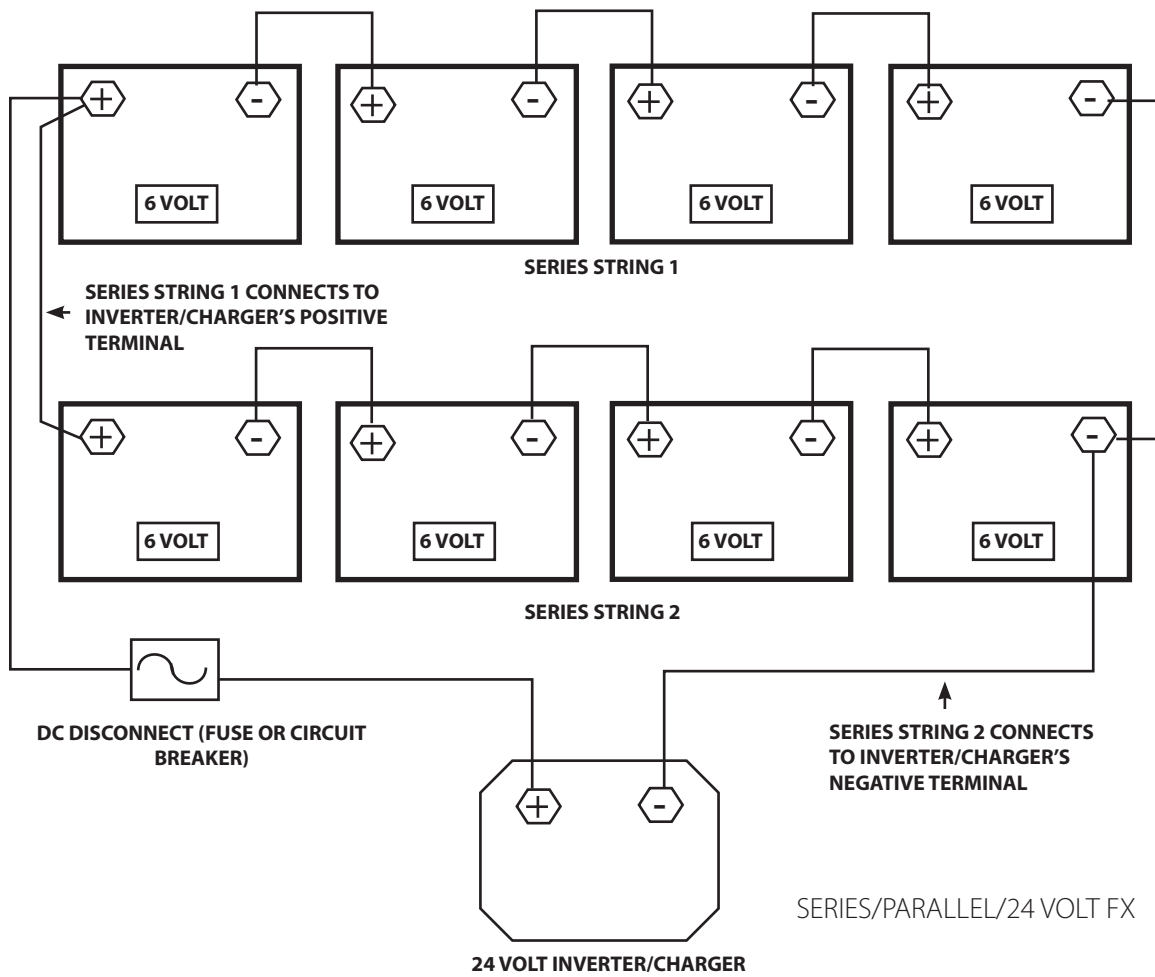 + - + - + - + -
6 VOLT 6 VOLT 6 VOLT 6 VOLT
SERIES STRING 1
SERIES STRING 1 CONNECTS TO
INVERTER/CHARGER'S POSITIVE
TERMINAL
+ - + - + - + -
6 VOLT 6 VOLT 6 VOLT 6 VOLT
SERIES STRING 2
DC DISCONNECT (FUSE OR CIRCUIT
BREAKER)
SERIES STRING 2 CONNECTS
TO INVERTER/CHARGER'S
NEGATIVE TERMINAL
+ -
SERIES/PARALLEL/24 VOLT FX
24 VOLT INVERTER/CHARGER